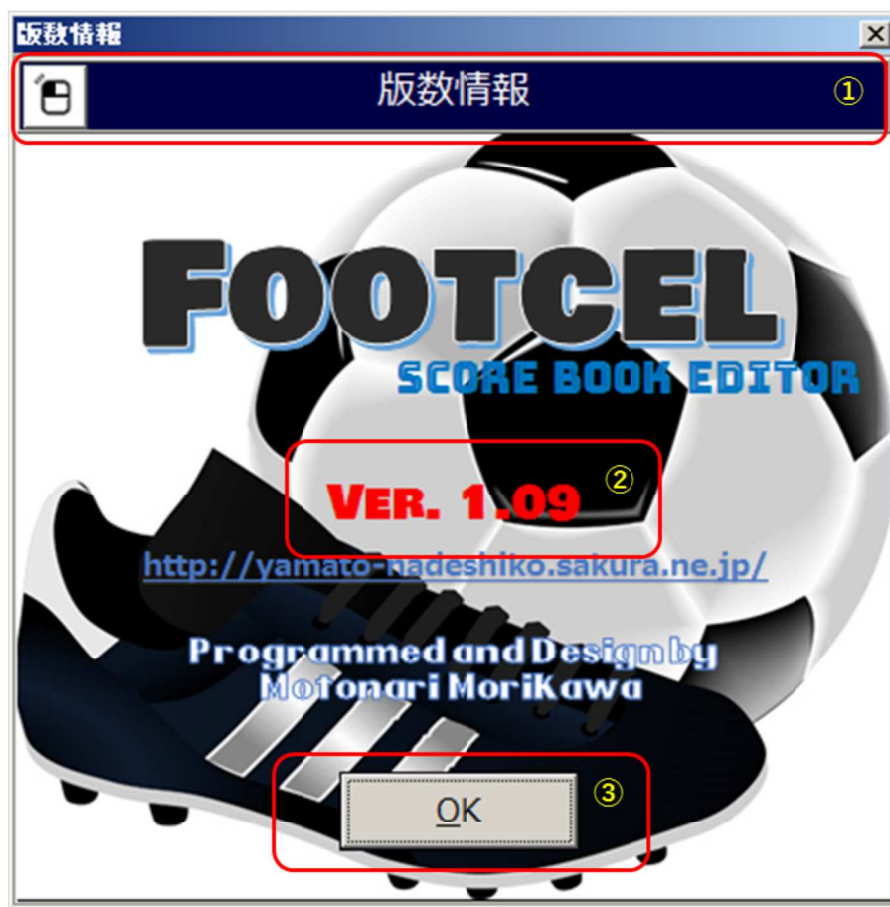 版数情報
版数情報 ①
FOOTCEL
SCORE BOOK EDITOR
VER. 1.09 ②
http://yamato-nadeshiko.sakura.ne.jp/
Programmed and Design by
Motonari MoriKawa
OK ③